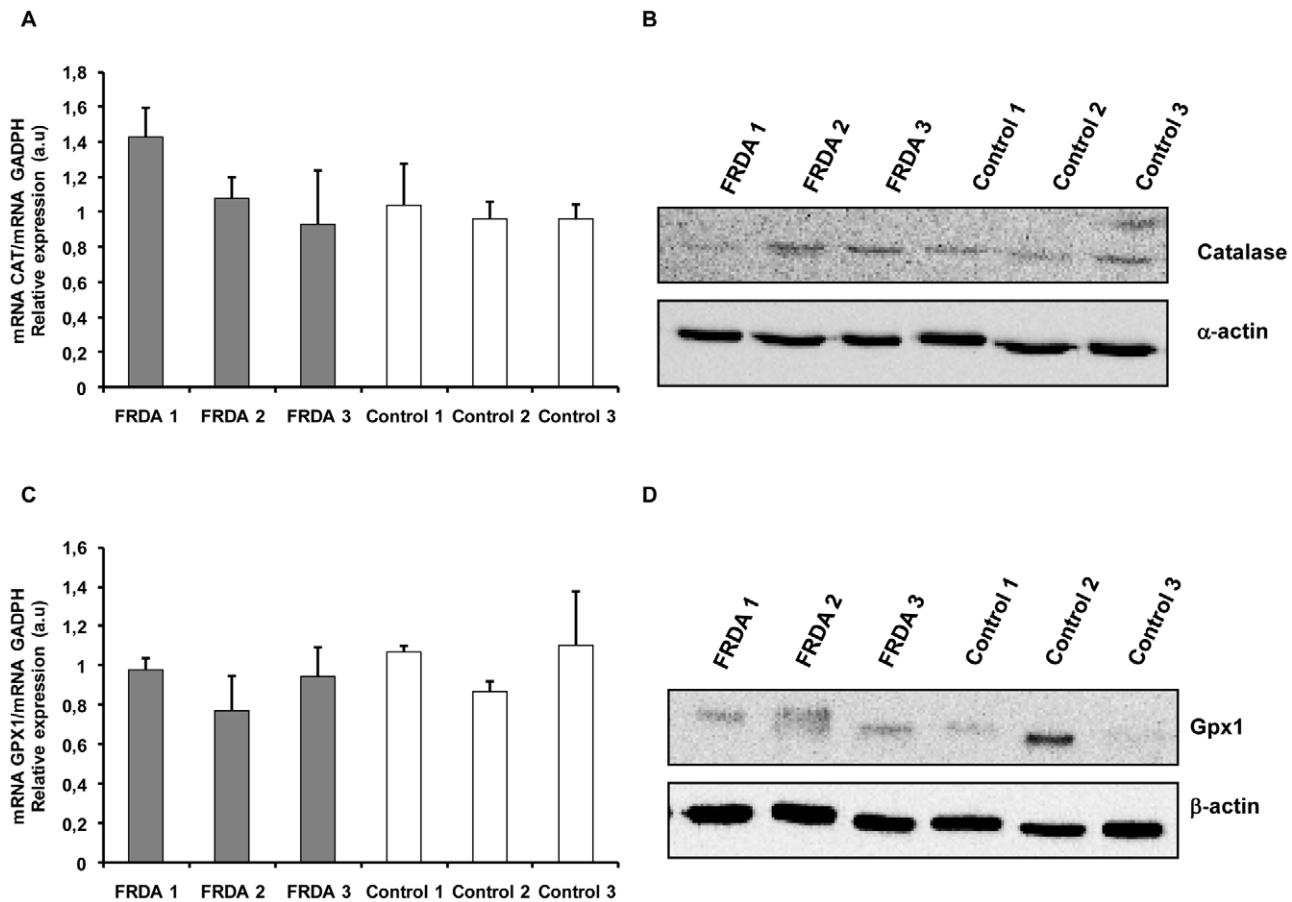 A
mRNA CAT/mRNA GADPH
Relative expression (a.u)
1,8
1,6
1,4
1,2
1
0,8
0,6
0,4
0,2
0
FRDA 1 FRDA 2 FRDA 3 Control 1 Control 2 Control 3
B
FRDA 1 FRDA 2 FRDA 3 Control 1 Control 2 Control 3
Catalase
α-actin
C
mRNA GPX1/mRNA GADPH
Relative expression (a.u)
1,6
1,4
1,2
1
0,8
0,6
0,4
0,2
0
FRDA 1 FRDA 2 FRDA 3 Control 1 Control 2 Control 3
D
FRDA 1 FRDA 2 FRDA 3 Control 1 Control 2 Control 3
Gpx1
β-actin